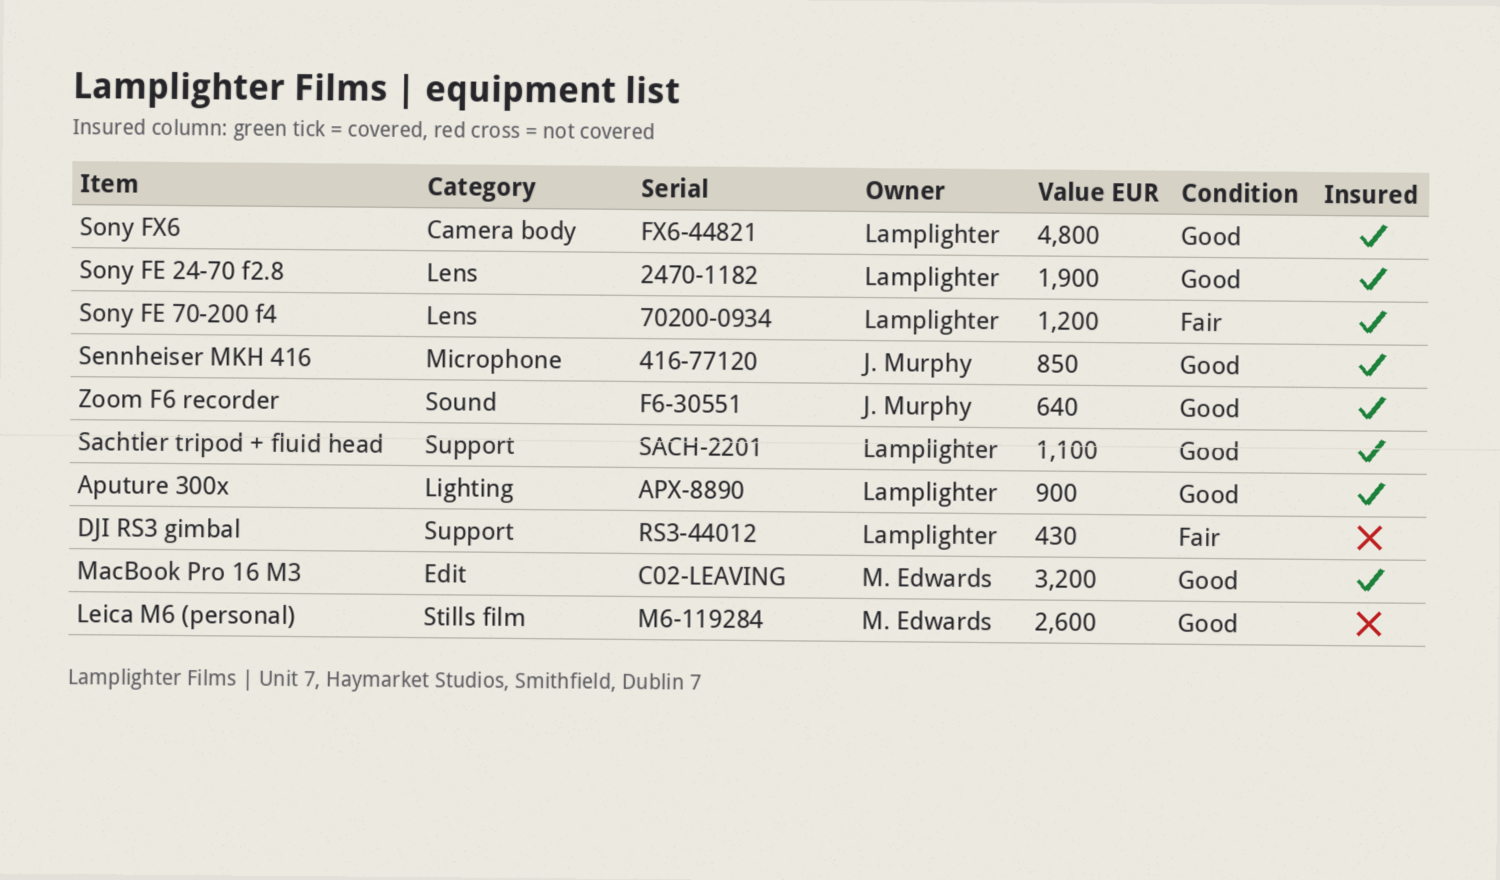 Lamplighter Films | equipment list
Insured column: green tick = covered, red cross = not covered
Item Category Serial Owner Value EUR Condition Insured
Sony FX6 Camera body FX6-44821 Lamplighter 4,800 Good ✓
Sony FE 24-70 f2.8 Lens 2470-1182 Lamplighter 1,900 Good ✓
Sony FE 70-200 f4 Lens 70200-0934 Lamplighter 1,200 Fair ✓
Sennheiser MKH 416 Microphone 416-77120 J. Murphy 850 Good ✓
Zoom F6 recorder Sound F6-30551 J. Murphy 640 Good ✓
Sachtler tripod + fluid head Support SACH-2201 Lamplighter 1,100 Good ✓
Aputure 300x Lighting APX-8890 Lamplighter 900 Good ✓
DJI RS3 gimbal Support RS3-44012 Lamplighter 430 Fair ✗
MacBook Pro 16 M3 Edit C02-LEAVING M. Edwards 3,200 Good ✓
Leica M6 (personal) Stills film M6-119284 M. Edwards 2,600 Good ✗
Lamplighter Films | Unit 7, Haymarket Studios, Smithfield, Dublin 7